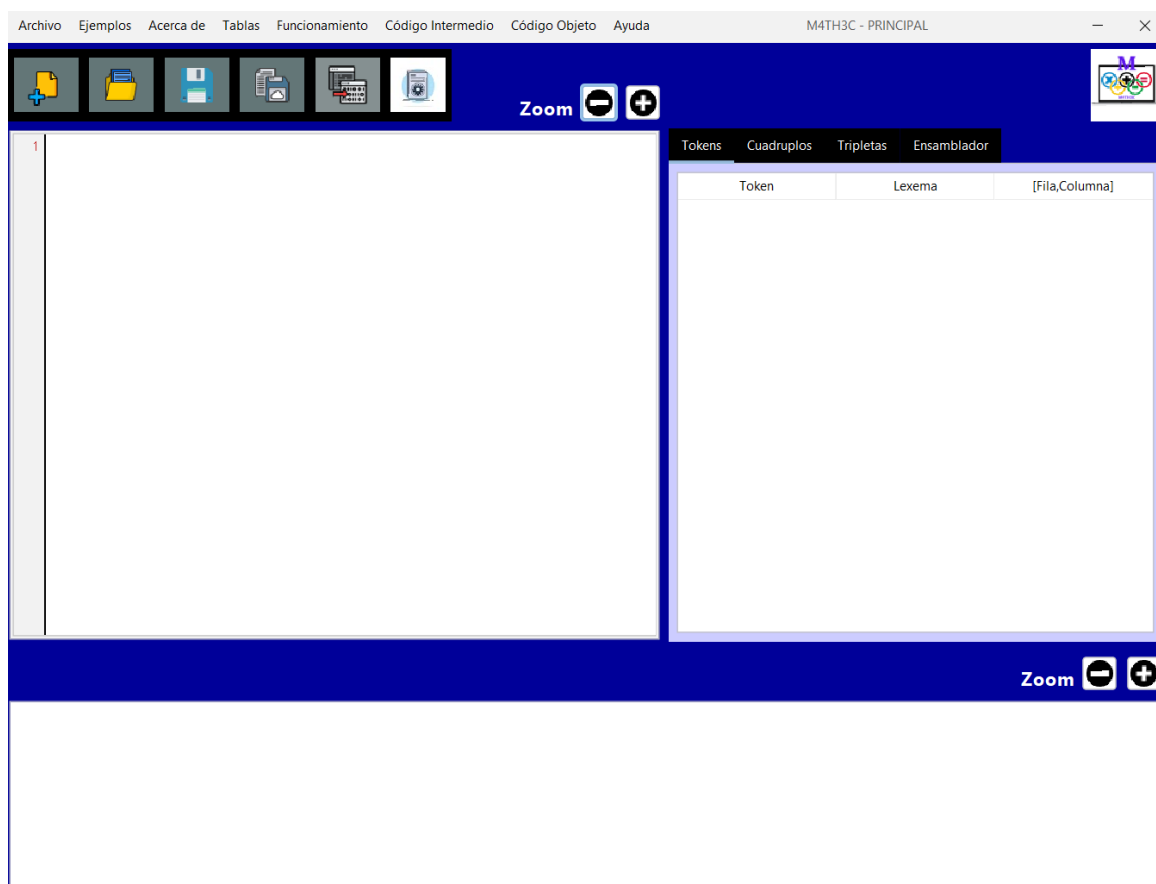 Archivo Ejemplos Acerca de Tablas Funcionamiento Código Intermedio Código Objeto Ayuda M4TH3C - PRINCIPAL
M
Zoom
1
Tokens Cuadruplos Tripletas Ensamblador
Token Lexema [Fila,Columna]
Zoom